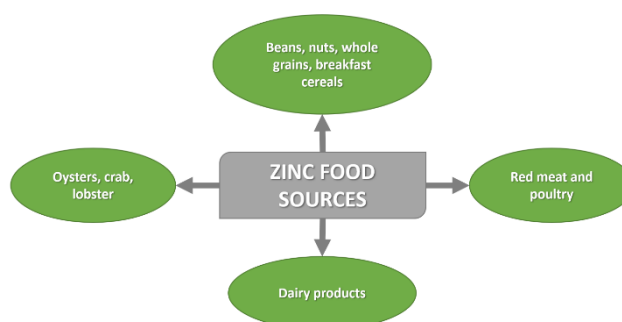 Beans, nuts, whole
grains, breakfast
cereals
Oysters, crab,
lobster
ZINC FOOD
SOURCES
Red meat and
poultry
Dairy products